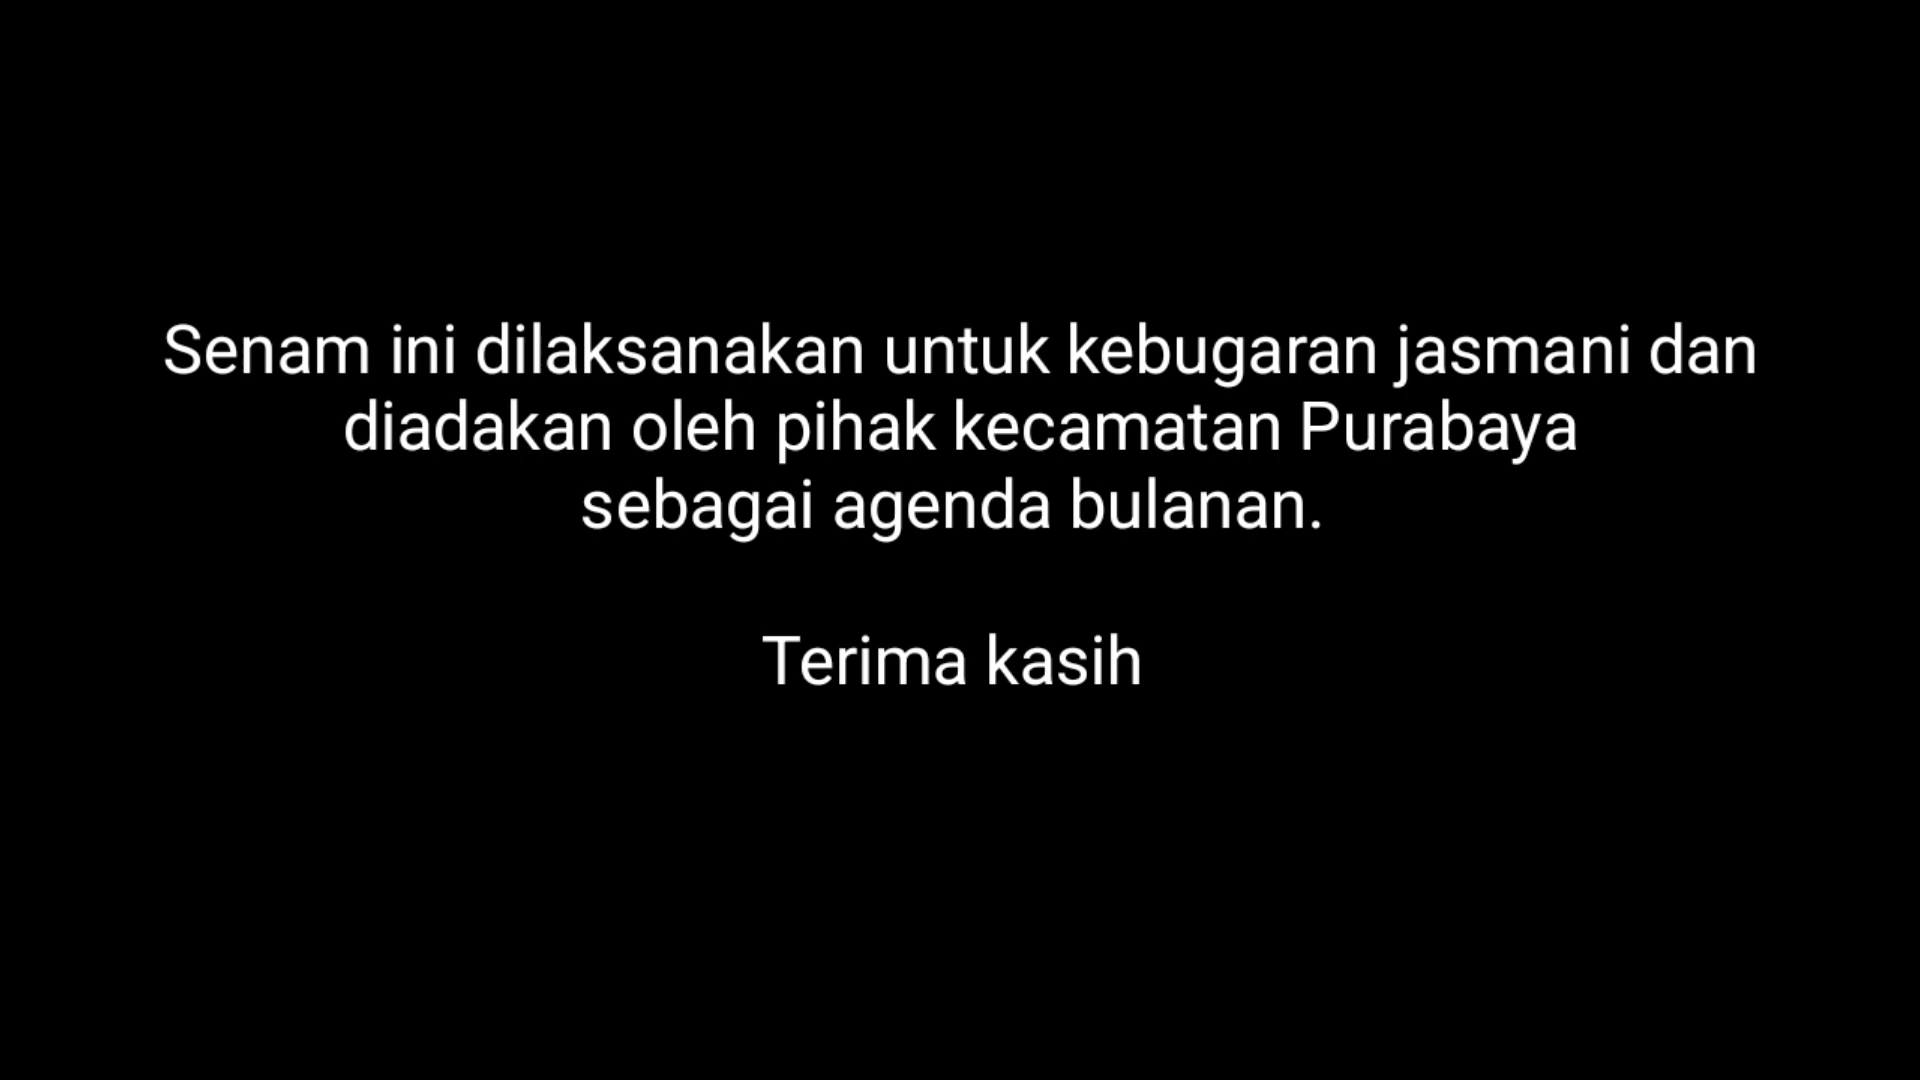 Senam ini dilaksanakan untuk kebugaran jasmani dan
diadakan oleh pihak kecamatan Purabaya
sebagai agenda bulanan.
Terima kasih